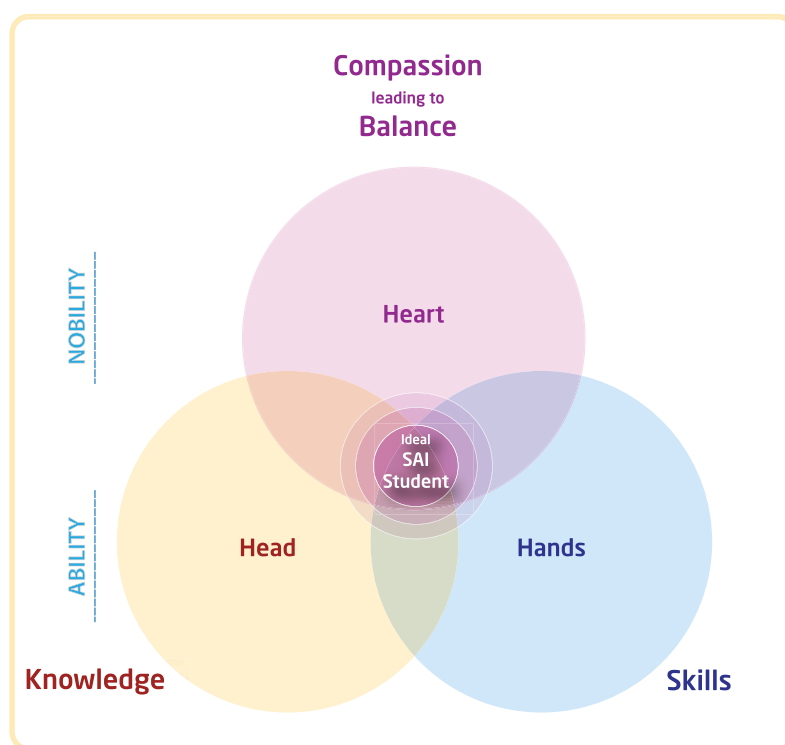 Compassion
leading to
Balance
NOBILITY
Heart
Ideal
SAI
Student
ABILITY
Head
Hands
Knowledge
Skills